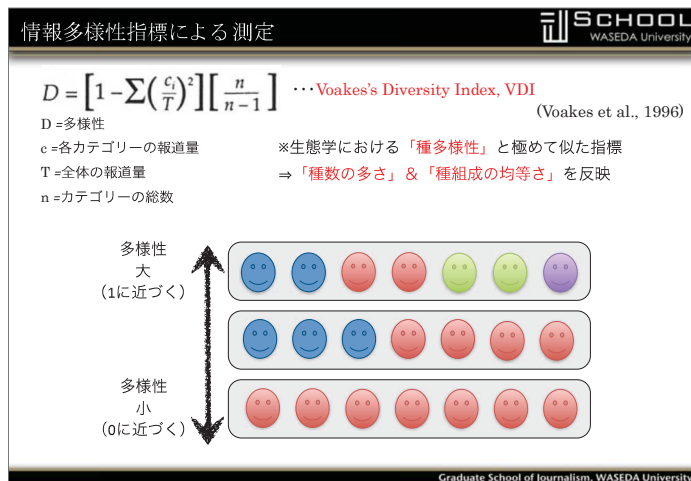 情報多様性指標による測定
J SCHOOL
WASEDA University
D = [1 − Σ(ci/T)²][n/n−1] ···Voakes's Diversity Index, VDI
(Voakes et al., 1996)
D =多様性
c =各カテゴリーの報道量
※生態学における「種多様性」と極めて似た指標
T =全体の報道量
⇒「種数の多さ」&「種組成の均等さ」を反映
n =カテゴリーの総数
多様性
大
(1に近づく)
多様性
小
(0に近づく)
Graduate School of Journalism, WASEDA University